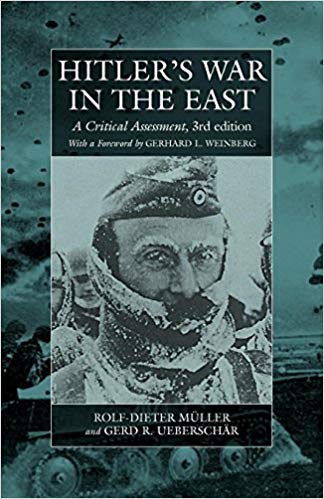 HITLER'S WAR
IN THE EAST
A Critical Assessment, 3rd edition
With a Foreword by GERHARD L. WEINBERG
ROLF-DIETER MÜLLER
and GERD R. UEBERSCHÄR